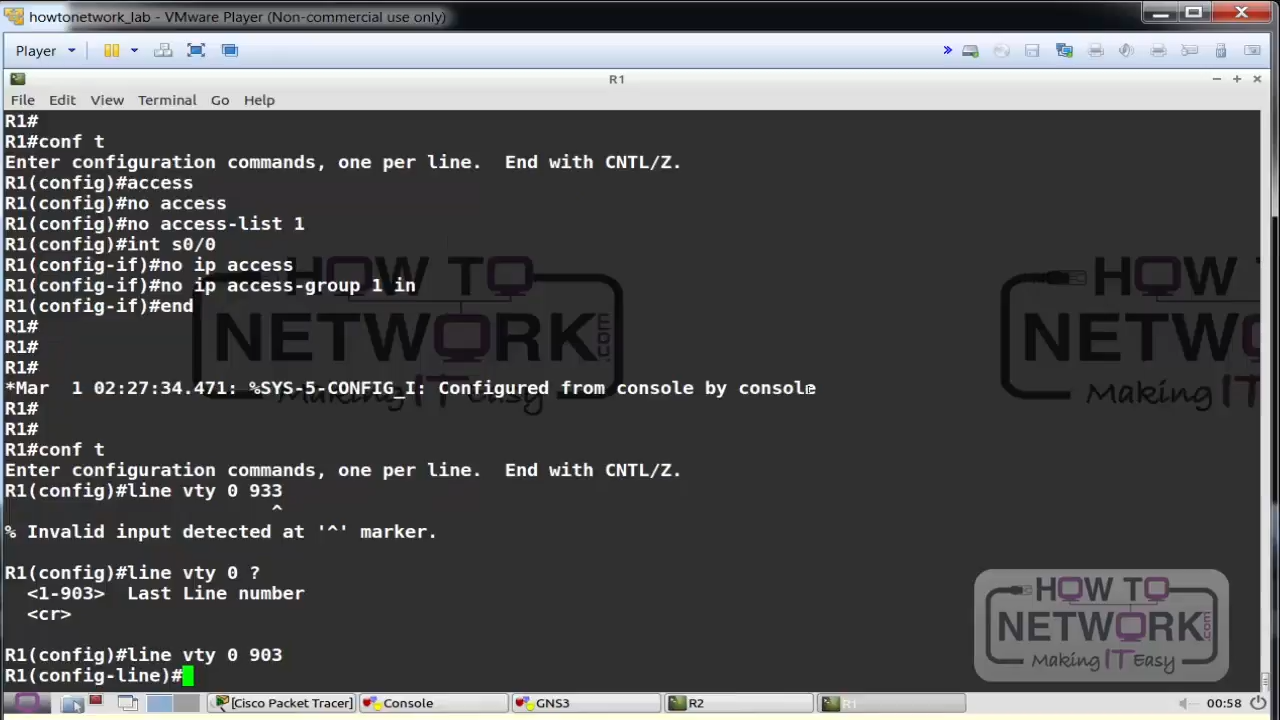 howtonetwork_lab - VMware Player (Non-commercial use only)
Player
R1
File Edit View Terminal Go Help
R1#
R1#conf t
Enter configuration commands, one per line.  End with CNTL/Z.
R1(config)#access
R1(config)#no access
R1(config)#no access-list 1
R1(config)#int s0/0
R1(config-if)#no ip access
R1(config-if)#no ip access-group 1 in
R1(config-if)#end
R1#
R1#
R1#
*Mar  1 02:27:34.471: %SYS-5-CONFIG_I: Configured from console by console
R1#
R1#
R1#conf t
Enter configuration commands, one per line.  End with CNTL/Z.
R1(config)#line vty 0 933
^
% Invalid input detected at '^' marker.
R1(config)#line vty 0 ?
<1-903>  Last Line number
<cr>
R1(config)#line vty 0 903
R1(config-line)#
HOW TO
NETWORK.com
Making IT Easy
HOW TO
NETWORK
Making IT
HOW TO
NETWORK.com
Making IT Easy
[Cisco Packet Tracer] Console GNS3 R2 R1 00:58